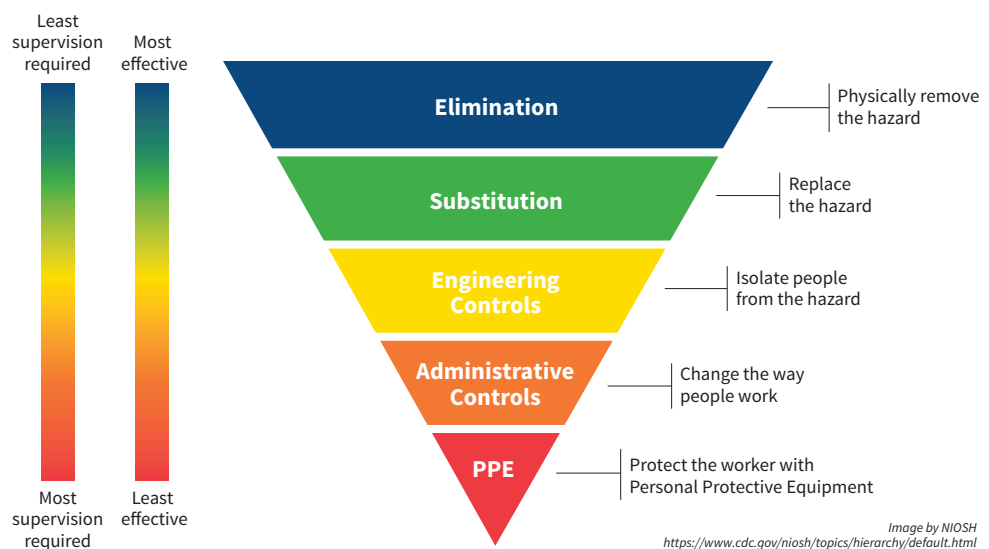 Least
supervision
required
Most
effective
Elimination
Physically remove
the hazard
Substitution
Replace
the hazard
Engineering
Controls
Isolate people
from the hazard
Administrative
Controls
Change the way
people work
PPE
Protect the worker with
Personal Protective Equipment
Most
supervision
required
Least
effective
Image by NIOSH
https://www.cdc.gov/niosh/topics/hierarchy/default.html